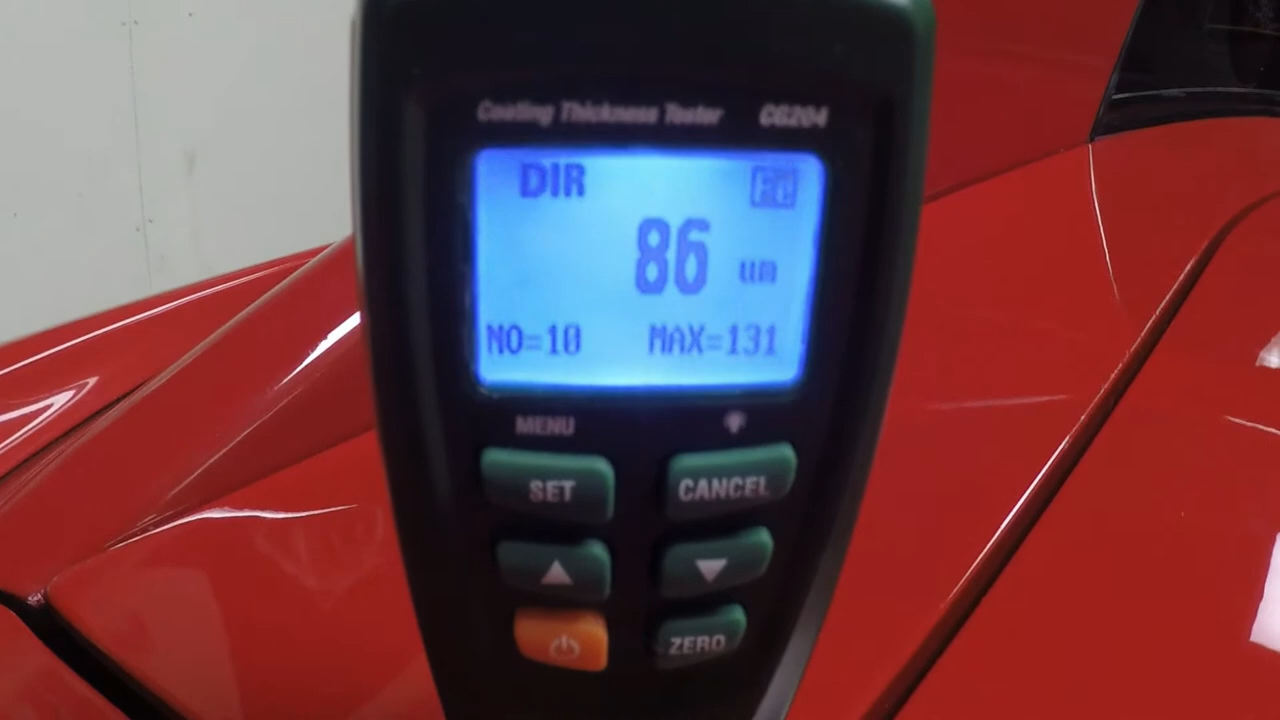 Coating Thickness Tester CG204
DIR Fe
86 um
NO=10 MAX=131
MENU
SET CANCEL
ZERO